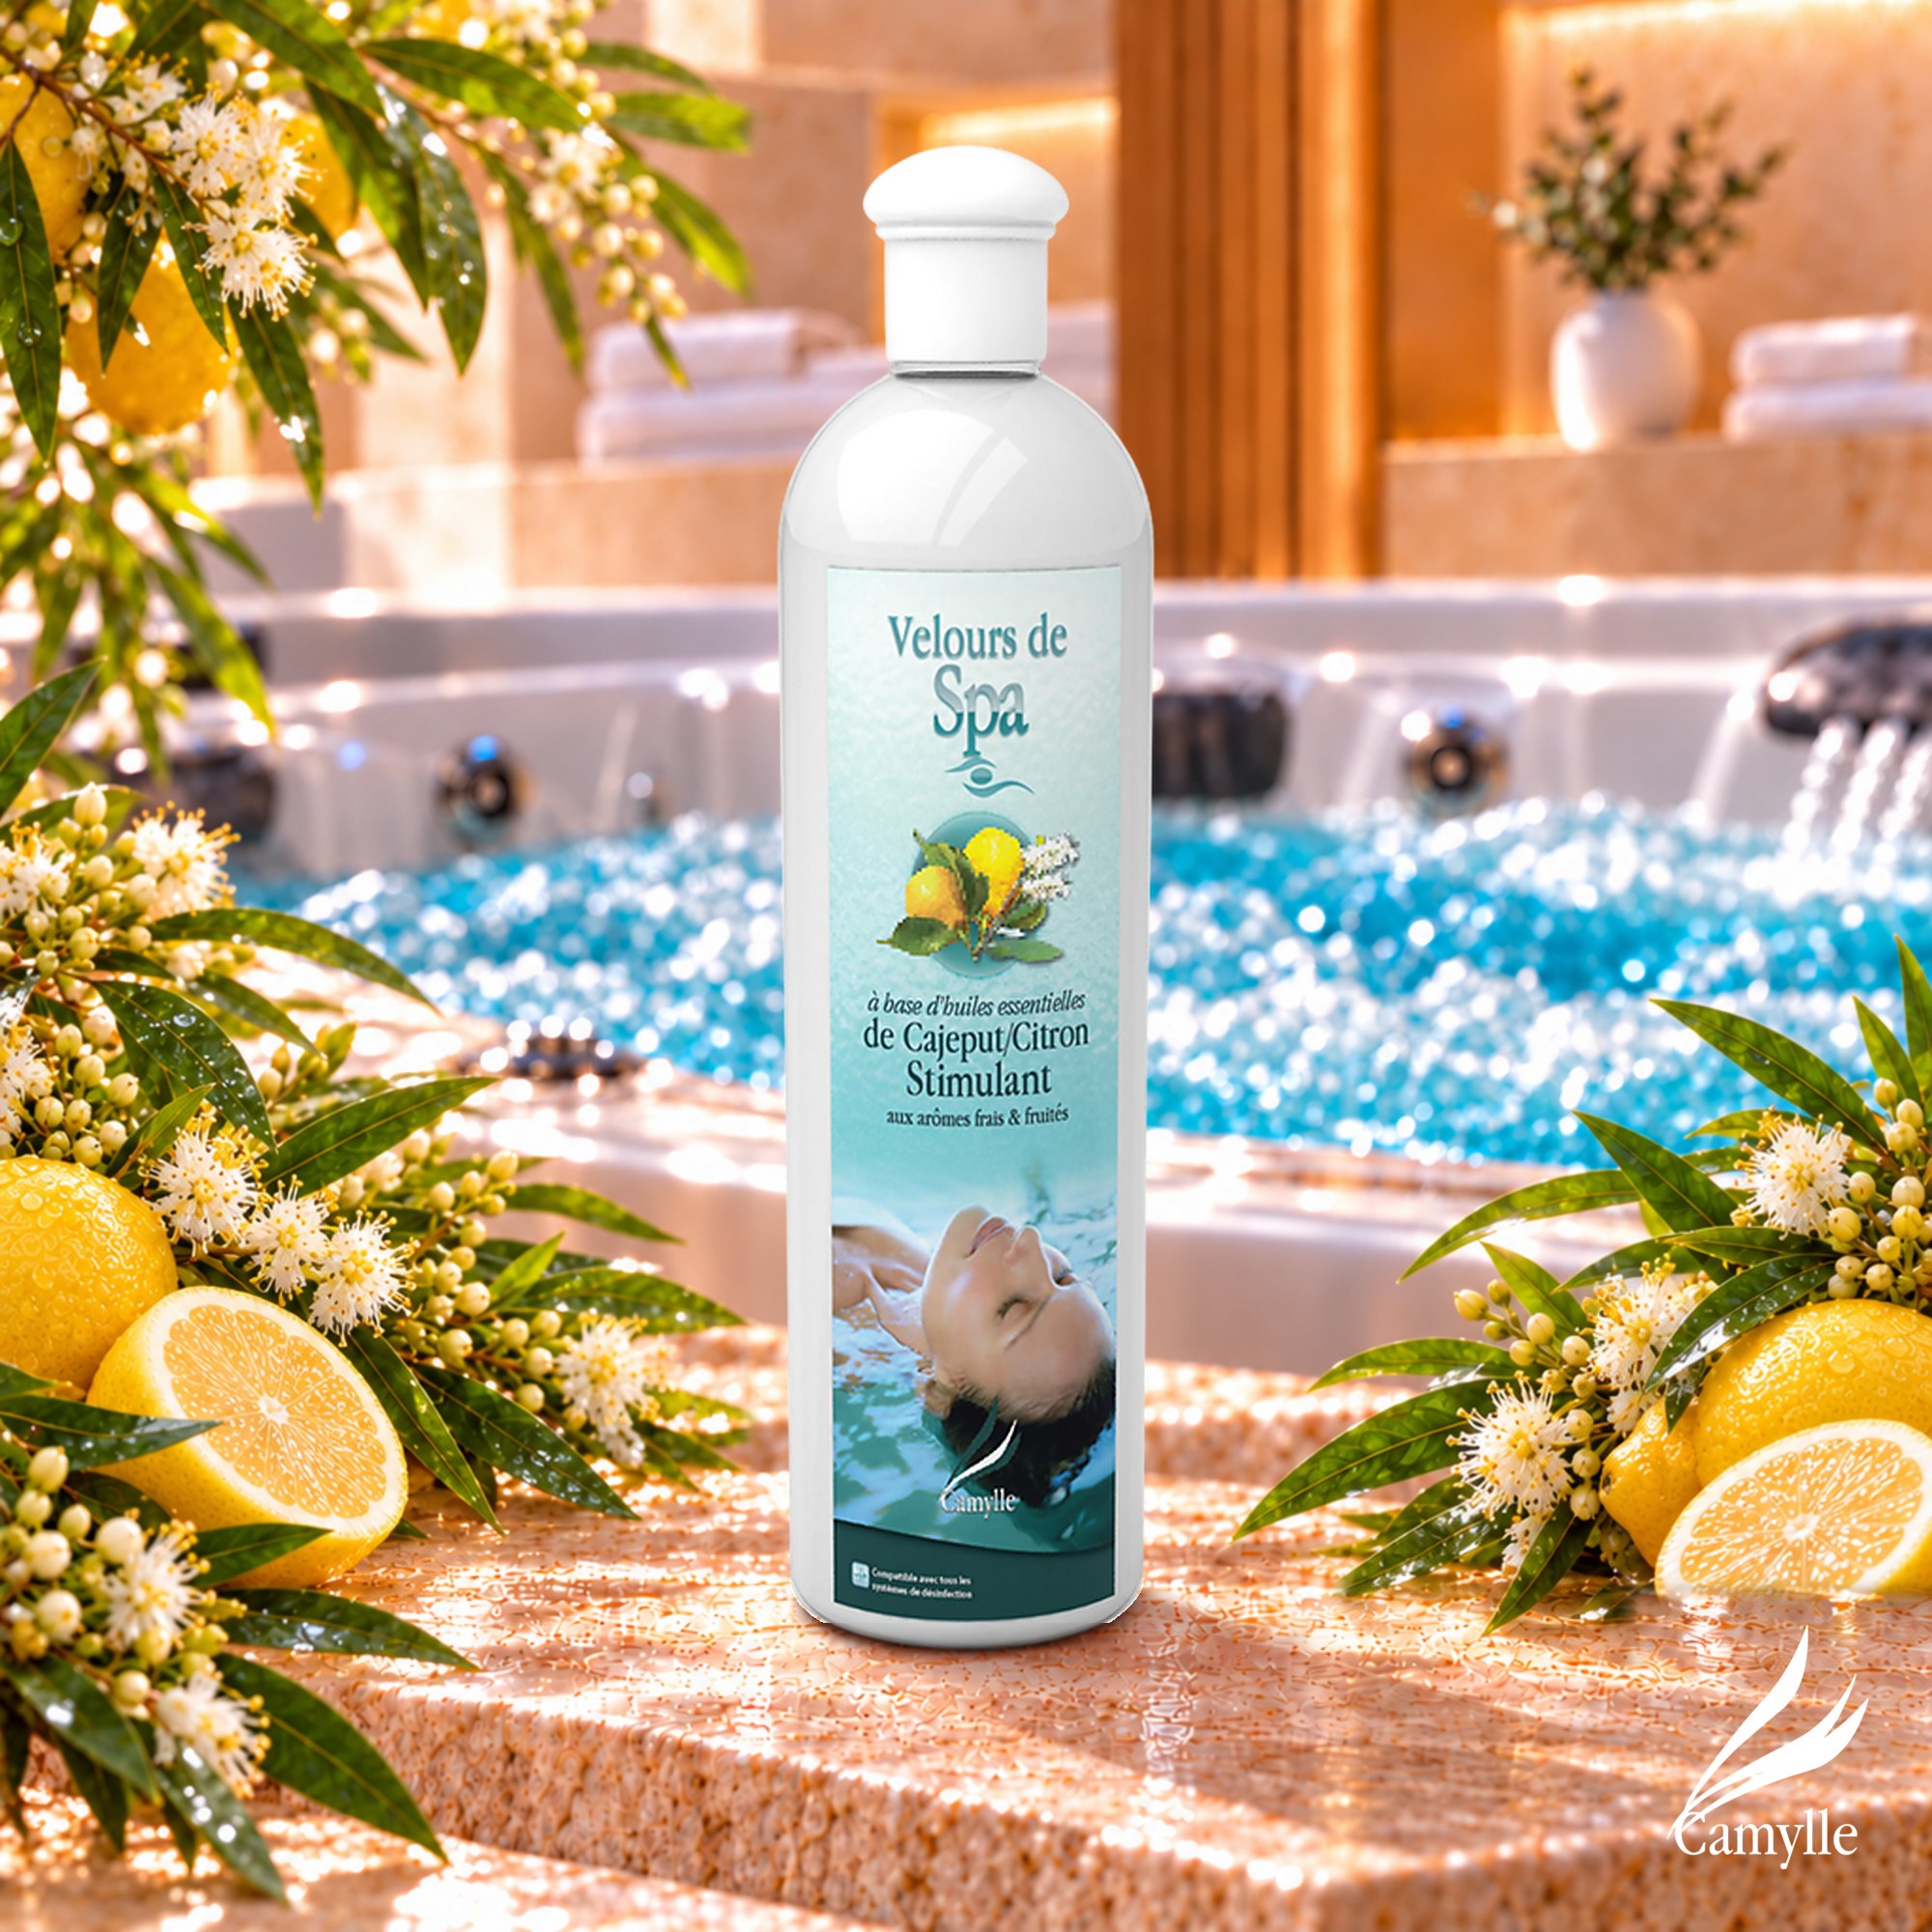 Velours de
Spa
à base d'huiles essentielles
de Cajeput/Citron
Stimulant
aux arômes frais & fruités
Camylle
Compatible avec tous les
systèmes de désinfection
Camylle